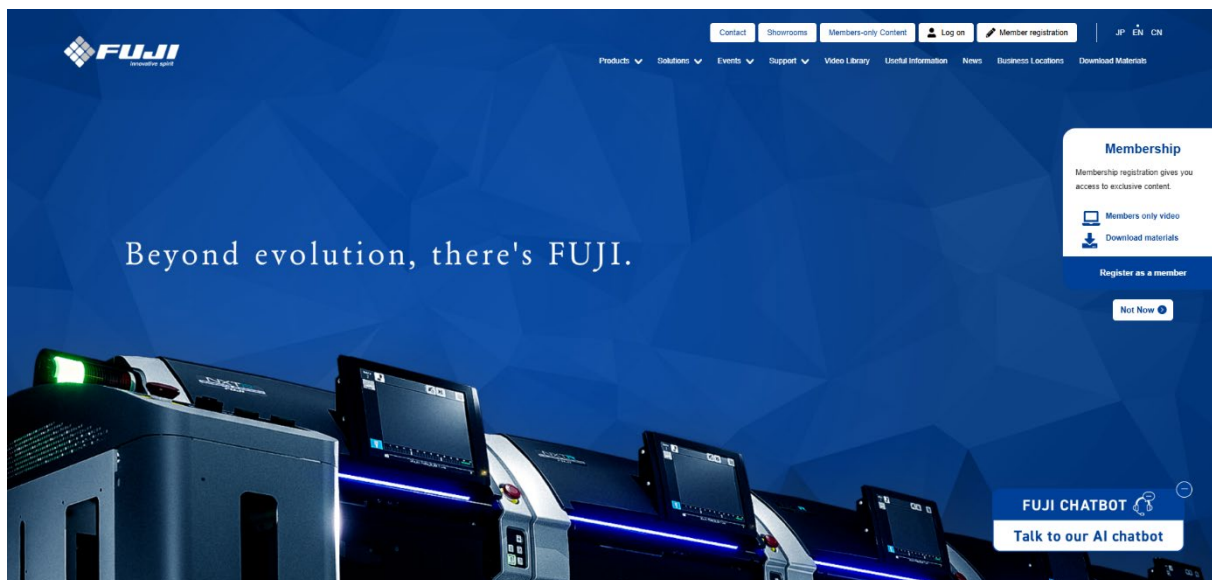 Contact
Showrooms
Members-only Content
Log on
Member registration
JP EN CN
FUJI
innovative spirit
Products
Solutions
Events
Support
Video Library
Useful Information
News
Business Locations
Download Materials
Membership
Membership registration gives you
access to exclusive content.
Members only video
Download materials
Register as a member
Not Now
Beyond evolution, there's FUJI.
NXTR
NXTR
FUJI CHATBOT
Talk to our AI chatbot